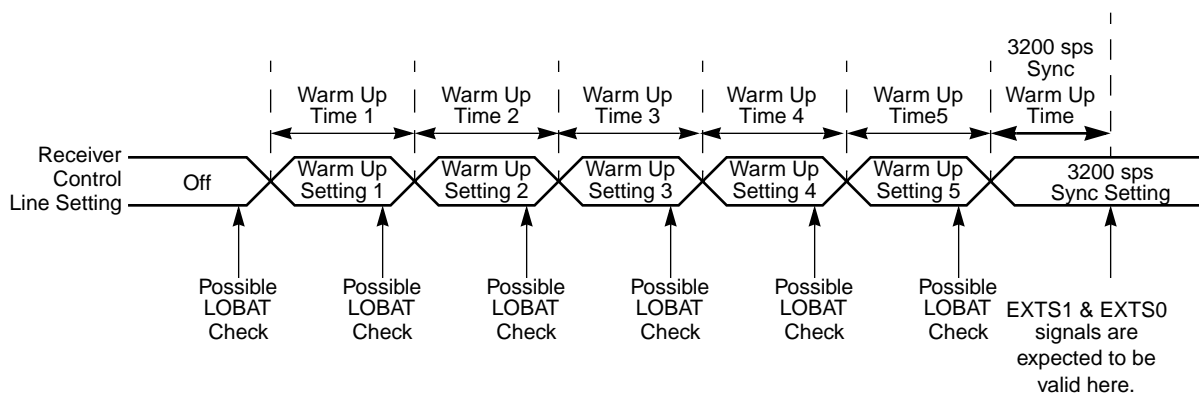 3200 sps
Sync
Warm Up
Time
Warm Up
Time 1
Warm Up
Time 2
Warm Up
Time 3
Warm Up
Time 4
Warm Up
Time5
Receiver
Control
Line Setting
Off
Warm Up
Setting 1
Warm Up
Setting 2
Warm Up
Setting 3
Warm Up
Setting 4
Warm Up
Setting 5
3200 sps
Sync Setting
Possible
LOBAT
Check
Possible
LOBAT
Check
Possible
LOBAT
Check
Possible
LOBAT
Check
Possible
LOBAT
Check
Possible
LOBAT
Check
EXTS1 & EXTS0
signals are
expected to be
valid here.